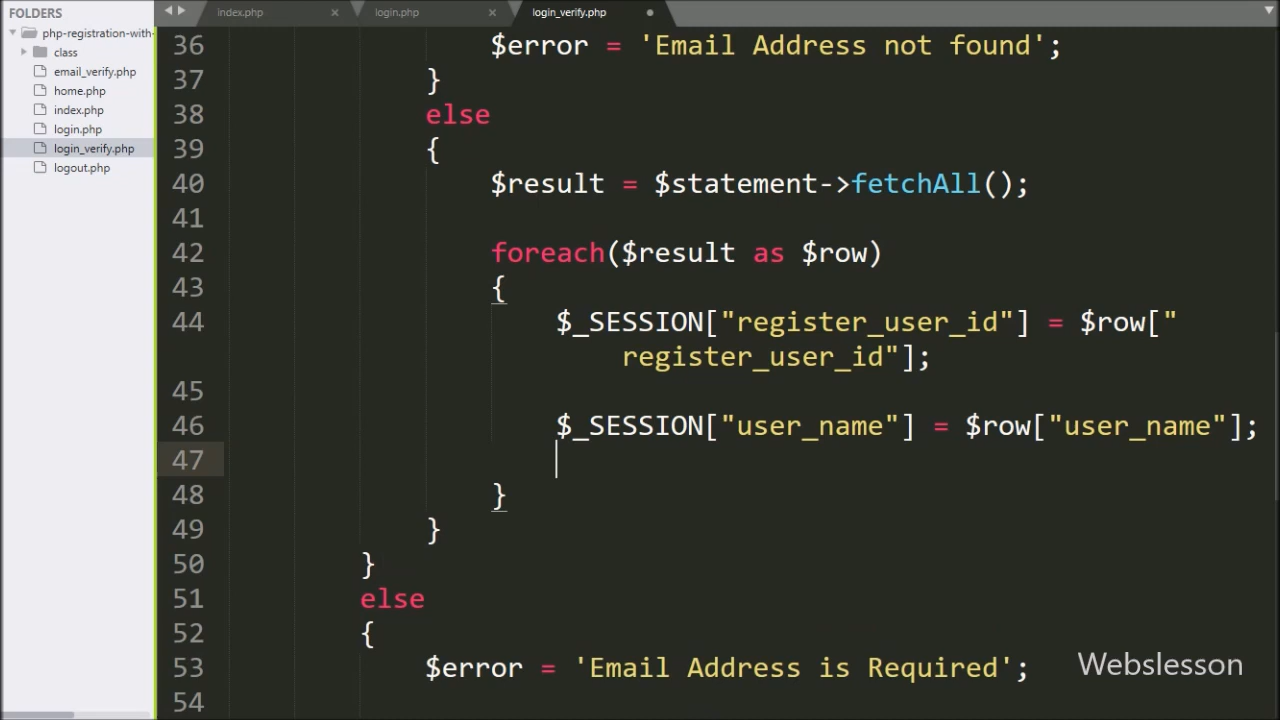 FOLDERS
php-registration-with-
class
email_verify.php
home.php
index.php
login.php
login_verify.php
logout.php
index.php
login.php
login_verify.php
36 $error = 'Email Address not found';
37 }
38 else
39 {
40 $result = $statement->fetchAll();
41
42 foreach($result as $row)
43 {
44 $_SESSION["register_user_id"] = $row["
register_user_id"];
45
46 $_SESSION["user_name"] = $row["user_name"];
47
48 }
49 }
50 }
51 else
52 {
53 $error = 'Email Address is Required';
54
Webslesson